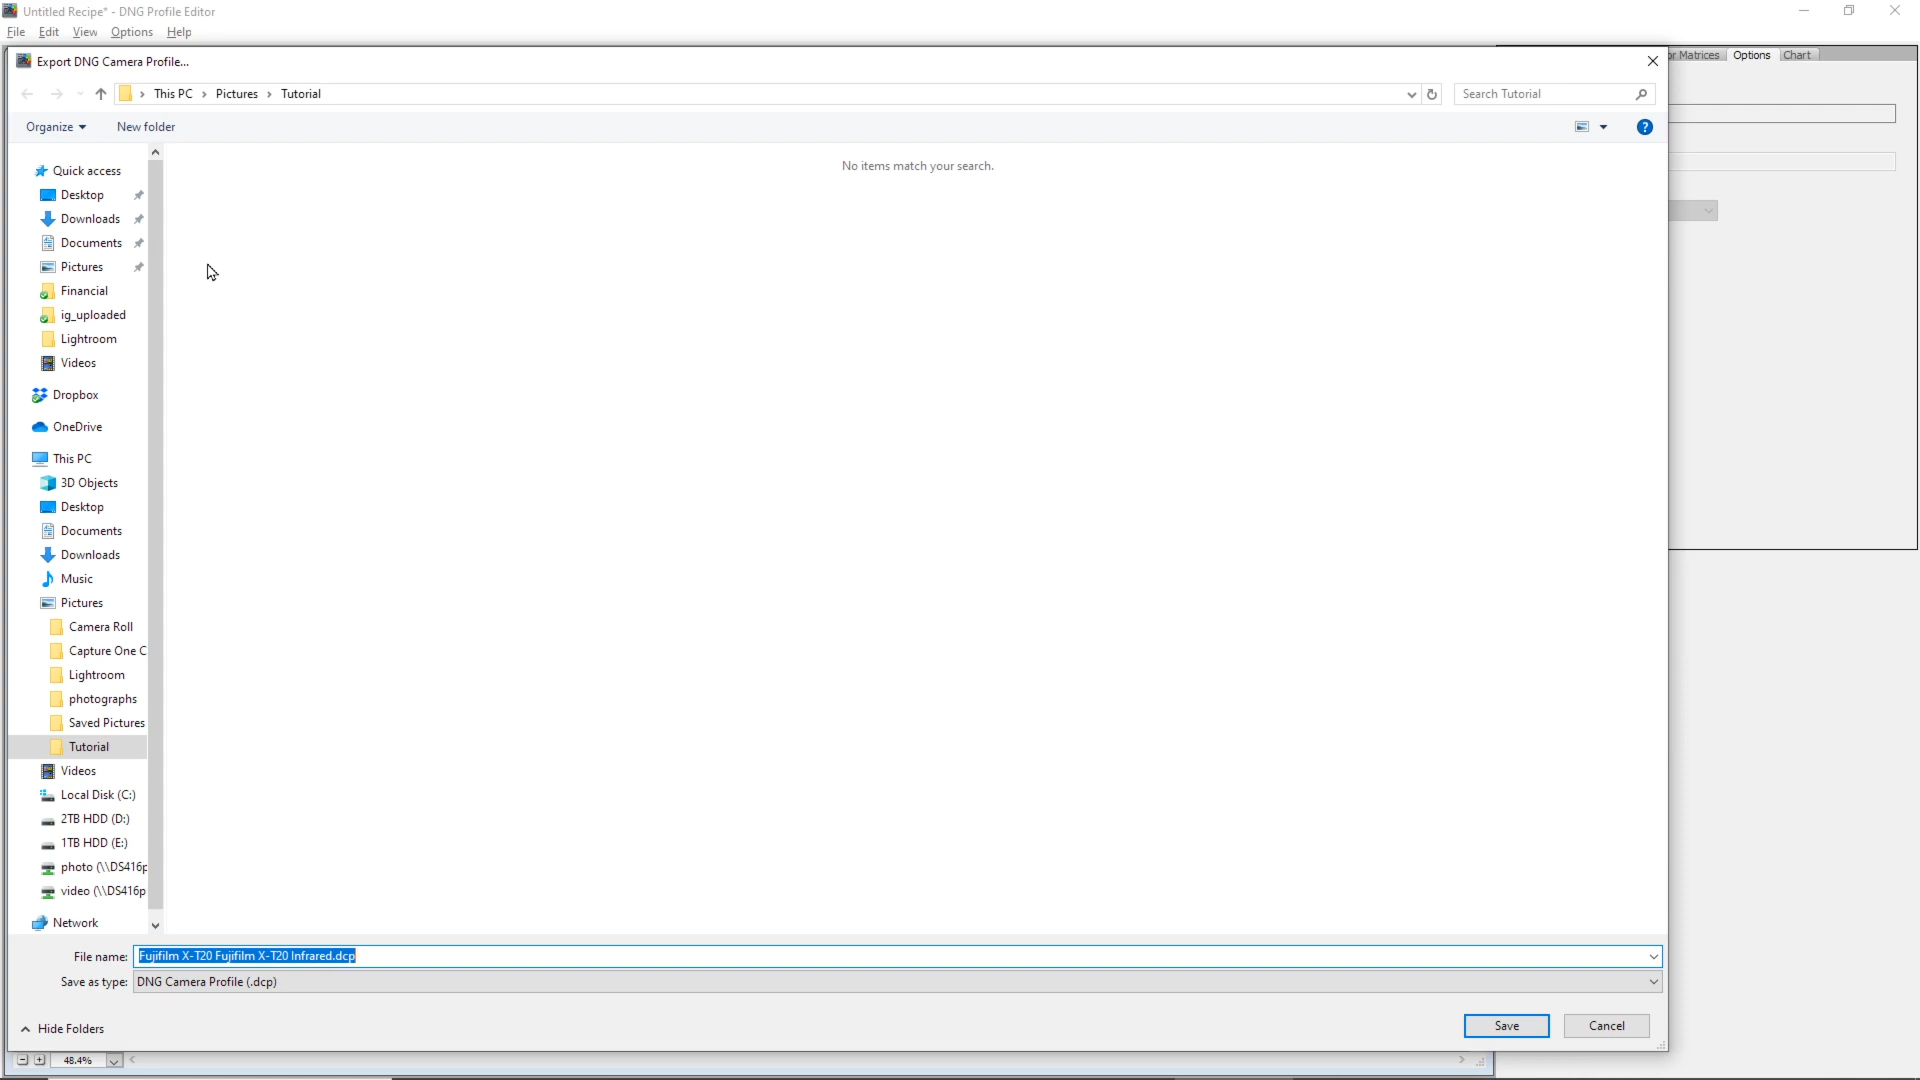 Untitled Recipe* - DNG Profile Editor
File Edit View Options Help
Export DNG Camera Profile...
or Matrices Options Chart
This PC Pictures Tutorial
Search Tutorial
Organize New folder
No items match your search.
Quick access
Desktop
Downloads
Documents
Pictures
Financial
ig_uploaded
Lightroom
Videos
Dropbox
OneDrive
This PC
3D Objects
Desktop
Documents
Downloads
Music
Pictures
Camera Roll
Capture One C
Lightroom
photographs
Saved Pictures
Tutorial
Videos
Local Disk (C:)
2TB HDD (D:)
1TB HDD (E:)
photo (\\DS416p
video (\\DS416p
Network
File name: Fujifilm X-T20 Fujifilm X-T20 Infrared.dcp
Save as type: DNG Camera Profile (.dcp)
Hide Folders
Save Cancel
48.4%